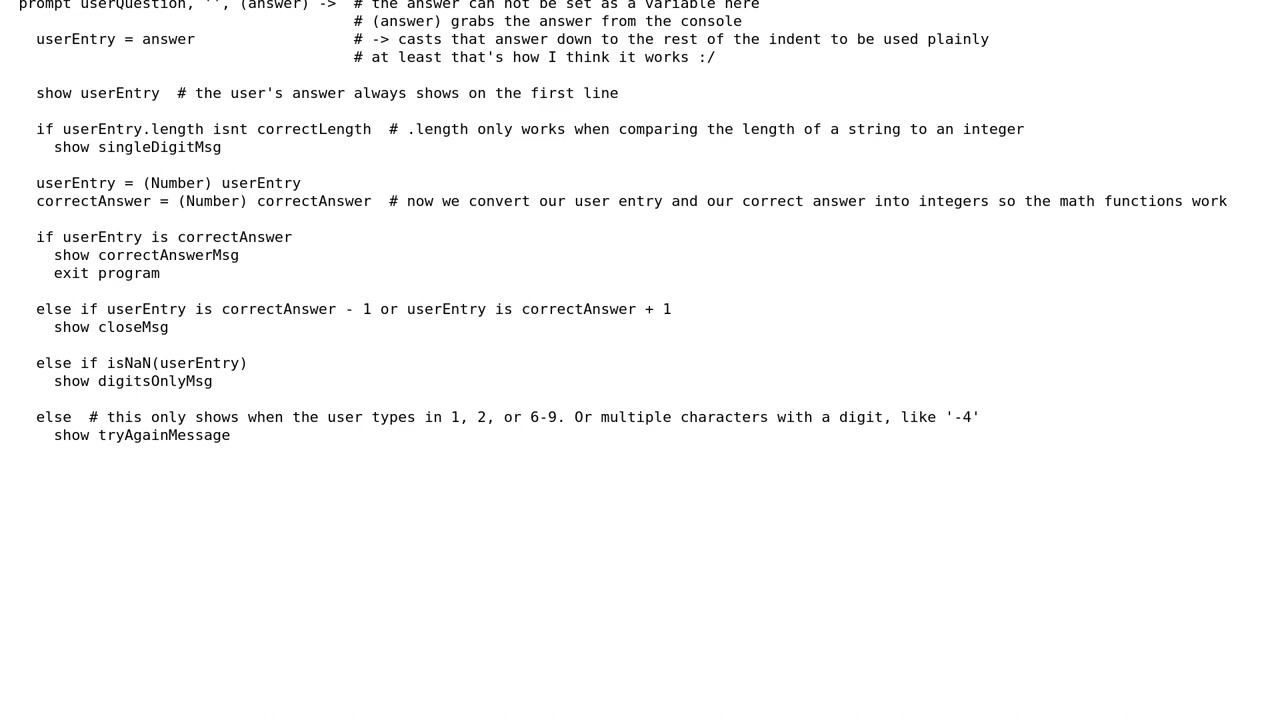 prompt userQuestion, '', (answer) ->  # the answer can not be set as a variable here
# (answer) grabs the answer from the console
userEntry = answer                  # -> casts that answer down to the rest of the indent to be used plainly
# at least that's how I think it works :/
show userEntry  # the user's answer always shows on the first line
if userEntry.length isnt correctLength  # .length only works when comparing the length of a string to an integer
show singleDigitMsg
userEntry = (Number) userEntry
correctAnswer = (Number) correctAnswer  # now we convert our user entry and our correct answer into integers so the math functions work
if userEntry is correctAnswer
show correctAnswerMsg
exit program
else if userEntry is correctAnswer - 1 or userEntry is correctAnswer + 1
show closeMsg
else if isNaN(userEntry)
show digitsOnlyMsg
else  # this only shows when the user types in 1, 2, or 6-9. Or multiple characters with a digit, like '-4'
show tryAgainMessage